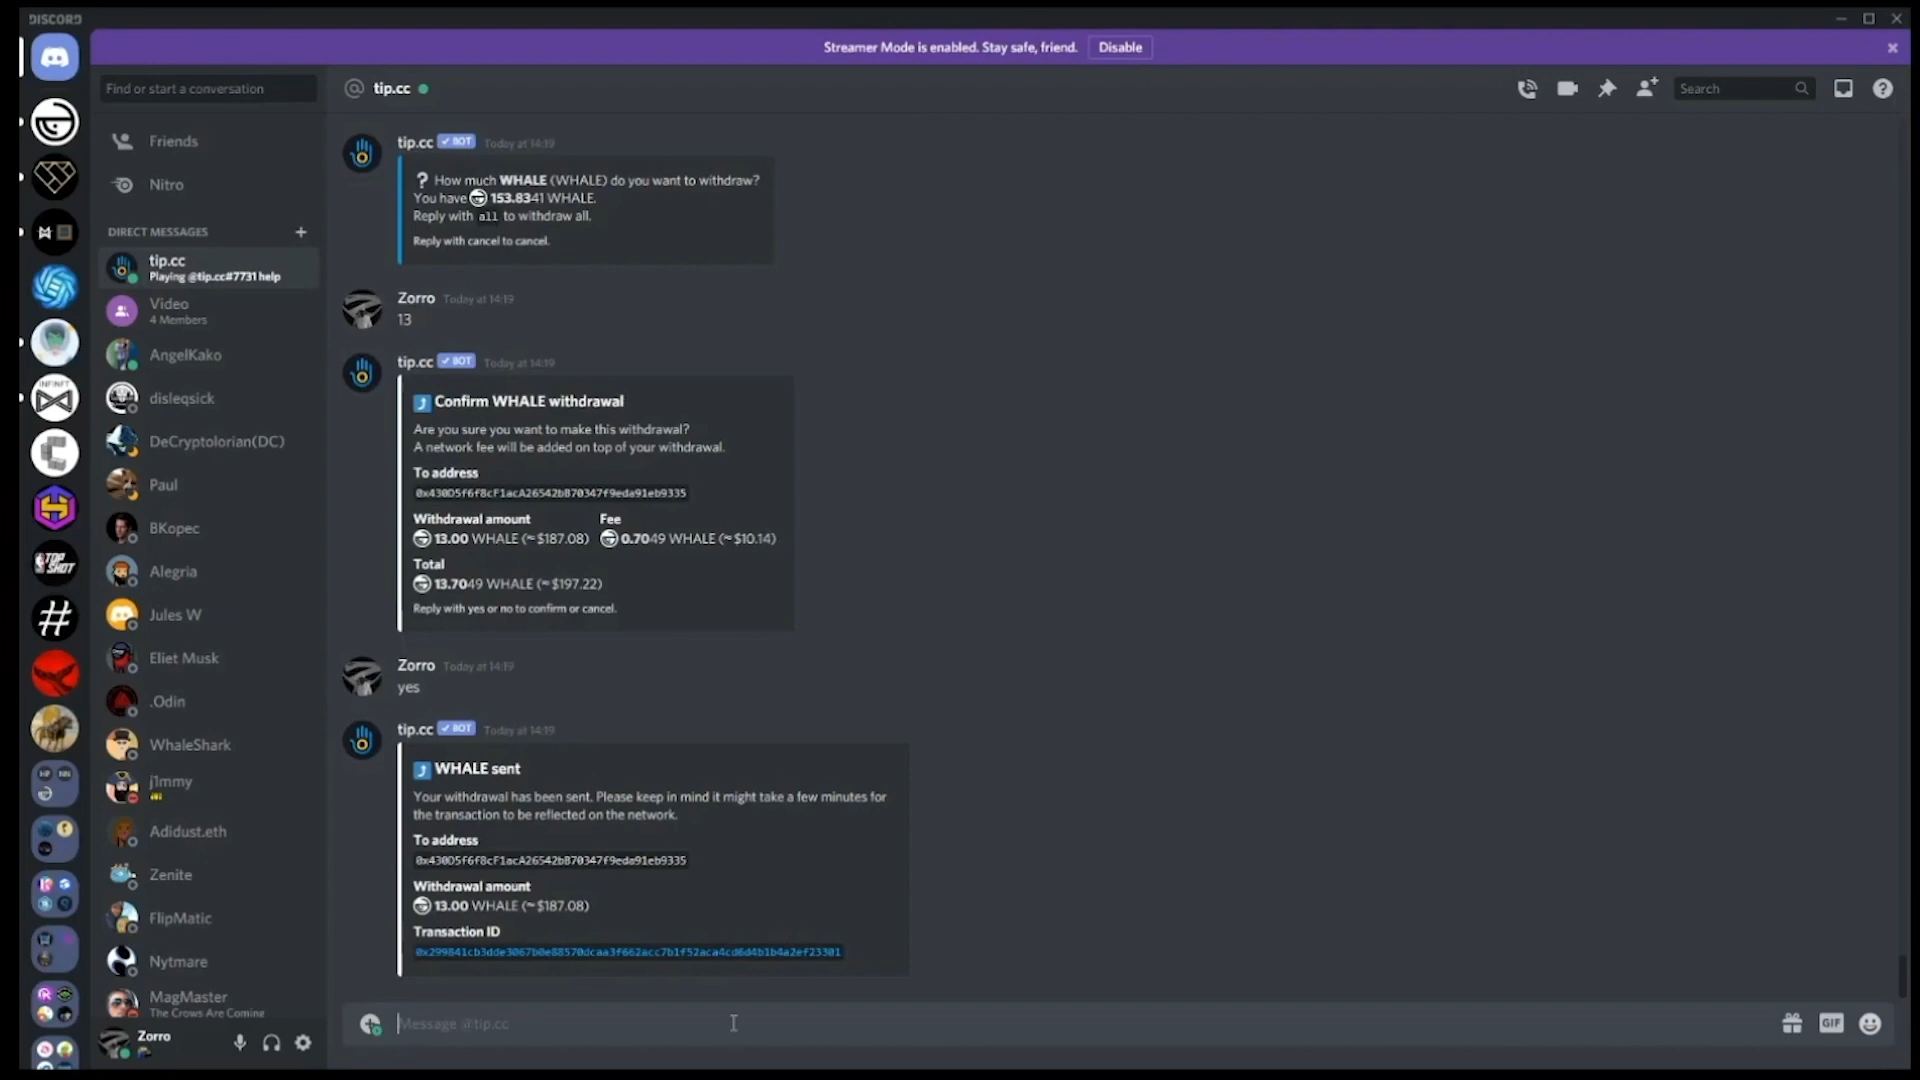 DISCORD
Streamer Mode is enabled. Stay safe, friend.
Disable
Find or start a conversation
Friends
Nitro
DIRECT MESSAGES
tip.cc
Playing @tip.cc#7731 help
Video
4 Members
AngelKako
disleqsick
DeCryptolorian(DC)
Paul
BKopec
Alegria
Jules W
Eliet Musk
.Odin
WhaleShark
j1mmy
Adidust.eth
Zenite
FlipMatic
Nytmare
MagMaster
The Crows Are Coming
Zorro
INFINFT
TOP SHOT
@ tip.cc
Search
tip.cc BOT Today at 14:19
? How much WHALE (WHALE) do you want to withdraw?
You have 153.8341 WHALE.
Reply with all to withdraw all.
Reply with cancel to cancel.
Zorro Today at 14:19
13
tip.cc BOT Today at 14:19
Confirm WHALE withdrawal
Are you sure you want to make this withdrawal?
A network fee will be added on top of your withdrawal.
To address
0x430D5f6f8cF1acA26542bB70347f9eda91eb9335
Withdrawal amount Fee
13.00 WHALE (≈$187.08) 0.7049 WHALE (≈$10.14)
Total
13.7049 WHALE (≈$197.22)
Reply with yes or no to confirm or cancel.
Zorro Today at 14:19
yes
tip.cc BOT Today at 14:19
WHALE sent
Your withdrawal has been sent. Please keep in mind it might take a few minutes for
the transaction to be reflected on the network.
To address
0x430D5f6f8cF1acA26542bB70347f9eda91eb9335
Withdrawal amount
13.00 WHALE (≈$187.08)
Transaction ID
0x299841cb3dde3067b0e88570dcaa3f662acc7b1f52aca4cd6d4b1b4a2ef23301
Message @tip.cc
GIF